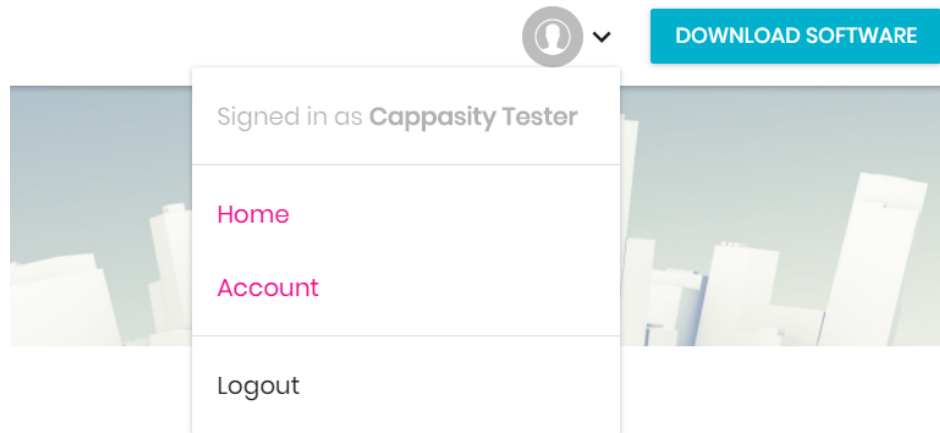 DOWNLOAD SOFTWARE
Signed in as Cappasity Tester
Home
Account
Logout